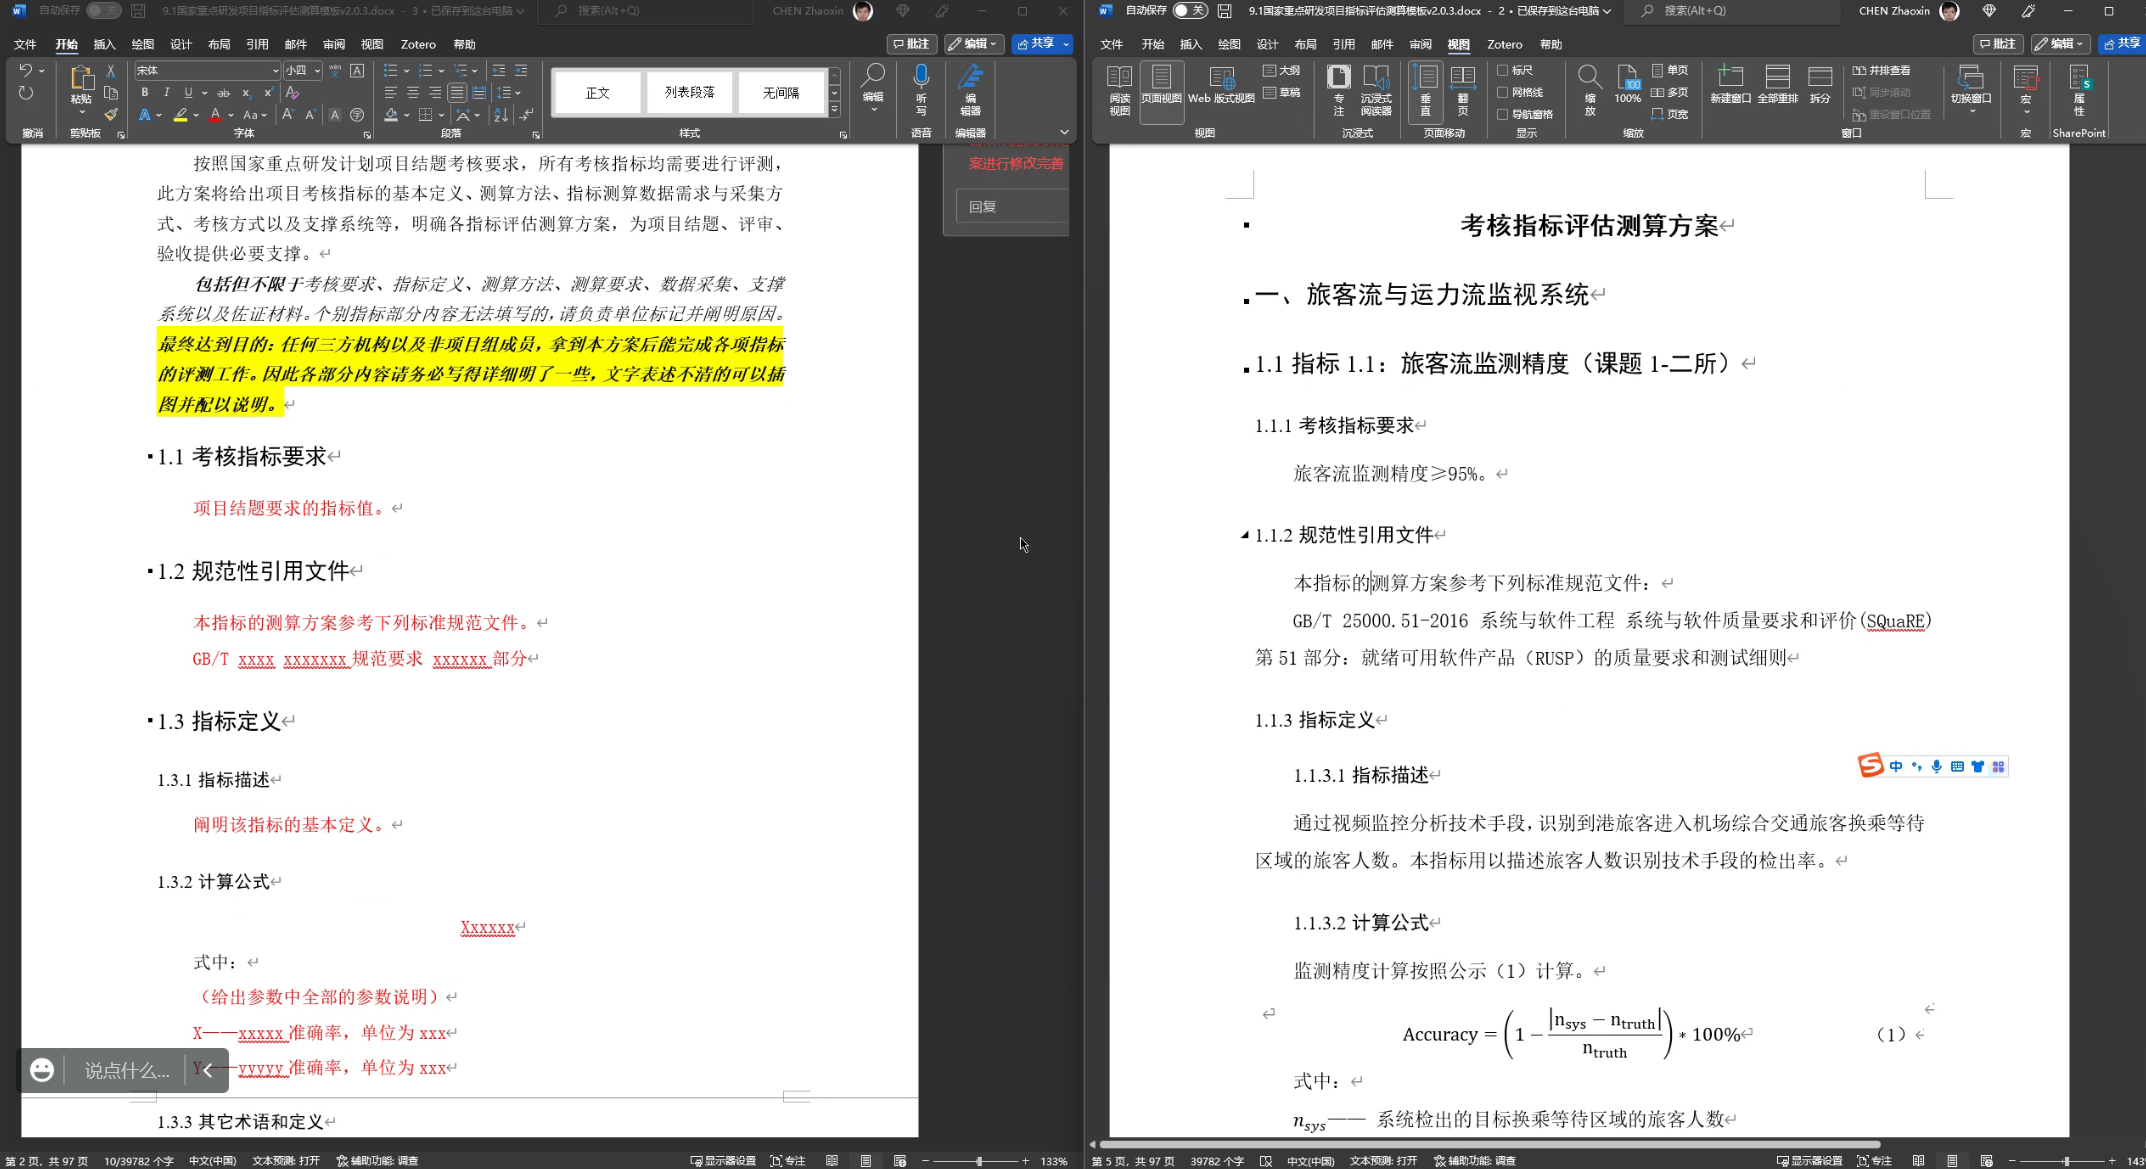 自动保存 关 9.1国家重点研发项目指标评估测算模板v2.0.3.docx - 3 • 已保存到这台电脑 搜索(Alt+Q) CHEN Zhaoxin
文件 开始 插入 绘图 设计 布局 引用 邮件 审阅 视图 Zotero 帮助 批注 编辑 共享
粘贴 宋体 小四 正文 列表段落 无间隔 编辑 听写 编辑器
撤消 剪贴板 字体 段落 样式 语音 编辑器
按照国家重点研发计划项目结题考核要求，所有考核指标均需要进行评测，
此方案将给出项目考核指标的基本定义、测算方法、指标测算数据需求与采集方
式、考核方式以及支撑系统等，明确各指标评估测算方案，为项目结题、评审、
验收提供必要支撑。
包括但不限于考核要求、指标定义、测算方法、测算要求、数据采集、支撑
系统以及佐证材料。个别指标部分内容无法填写的，请负责单位标记并阐明原因。
最终达到目的：任何三方机构以及非项目组成员，拿到本方案后能完成各项指标
的评测工作。因此各部分内容请务必写得详细明了一些，文字表述不清的可以插
图并配以说明。
1.1 考核指标要求
项目结题要求的指标值。
1.2 规范性引用文件
本指标的测算方案参考下列标准规范文件。
GB/T xxxx xxxxxxx 规范要求 xxxxxx 部分
1.3 指标定义
1.3.1 指标描述
阐明该指标的基本定义。
1.3.2 计算公式
Xxxxxx
式中：
（给出参数中全部的参数说明）
X——xxxxx 准确率，单位为 xxx
Y——yyyyy 准确率，单位为 xxx
说点什么...
1.3.3 其它术语和定义
案进行修改完善
回复
第 2 页，共 97 页 10/39782 个字 中文(中国) 文本预测: 打开 辅助功能: 调查 显示器设置 专注 133%
自动保存 关 9.1国家重点研发项目指标评估测算模板v2.0.3.docx - 2 • 已保存到这台电脑 搜索(Alt+Q) CHEN Zhaoxin
文件 开始 插入 绘图 设计 布局 引用 邮件 审阅 视图 Zotero 帮助 批注 编辑 共享
阅读视图 页面视图 Web 版式视图 大纲 草稿 专注 沉浸式阅读器 垂直 翻页 标尺 网格线 导航窗格 缩放 100% 单页 多页 页宽 新建窗口 全部重排 拆分 并排查看 同步滚动 重设窗口位置 切换窗口 宏 属性
视图 沉浸式 页面移动 显示 缩放 窗口 宏 SharePoint
考核指标评估测算方案
一、旅客流与运力流监视系统
1.1 指标 1.1：旅客流监测精度（课题 1-二所）
1.1.1 考核指标要求
旅客流监测精度≥95%。
1.1.2 规范性引用文件
本指标的测算方案参考下列标准规范文件：
GB/T 25000.51-2016 系统与软件工程 系统与软件质量要求和评价(SQuaRE)
第 51 部分：就绪可用软件产品（RUSP）的质量要求和测试细则
1.1.3 指标定义
中
1.1.3.1 指标描述
通过视频监控分析技术手段，识别到港旅客进入机场综合交通旅客换乘等待
区域的旅客人数。本指标用以描述旅客人数识别技术手段的检出率。
1.1.3.2 计算公式
监测精度计算按照公示（1）计算。
Accuracy = (1 − |n_sys − n_truth| / n_truth) * 100% （1）
式中：
n_sys—— 系统检出的目标换乘等待区域的旅客人数
第 5 页，共 97 页 39782 个字 中文(中国) 文本预测: 打开 辅助功能: 调查 显示器设置 专注